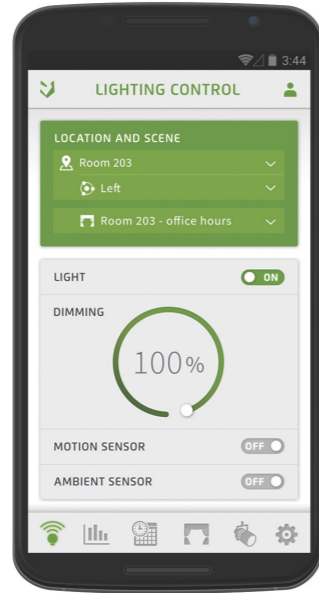 3:44
LIGHTING CONTROL
LOCATION AND SCENE
Room 203
Left
Room 203 - office hours
LIGHT
ON
DIMMING
100%
MOTION SENSOR
OFF
AMBIENT SENSOR
OFF